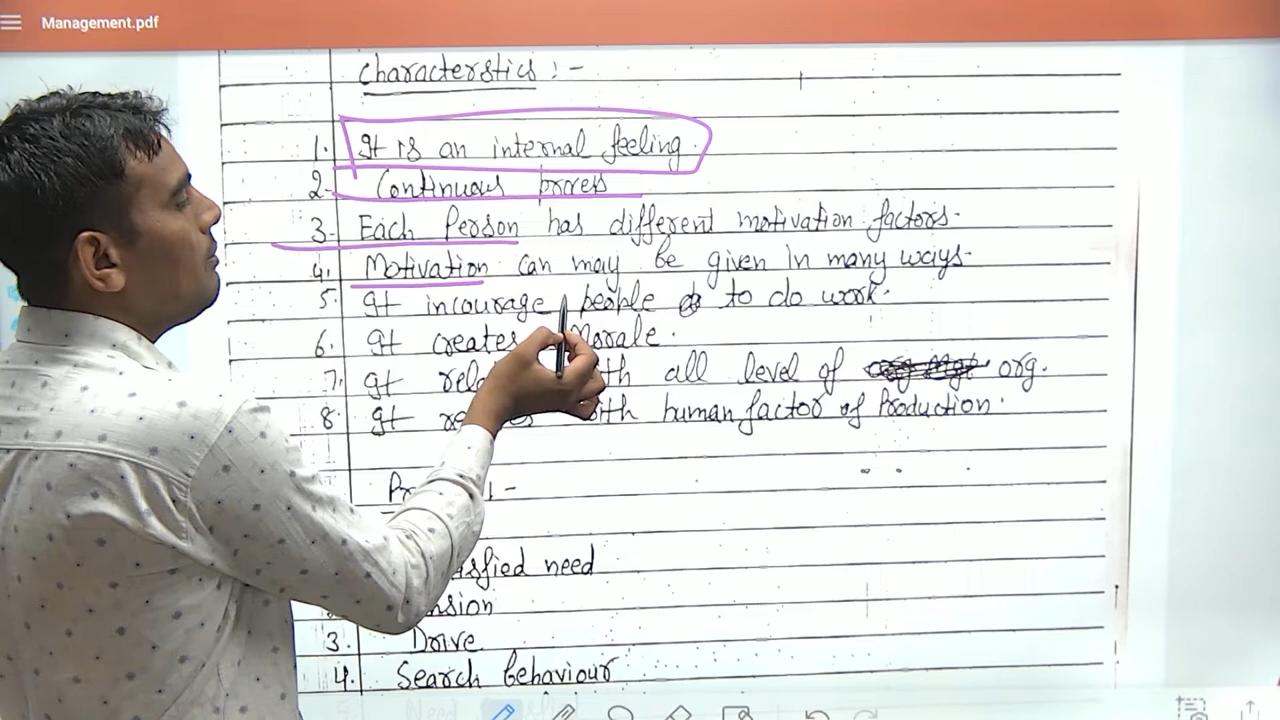 Management.pdf
Characterstics :-
1. It is an internal feeling.
2. Continuous process
3. Each Person has different motivation factors.
4. Motivation can may be given in many ways.
5. It incourage people to do work.
6. It creates Morale.
7. It all level of org.
8. It with human factor of Production.
:-
need
3. Drive
4. Search behaviour
5. Need